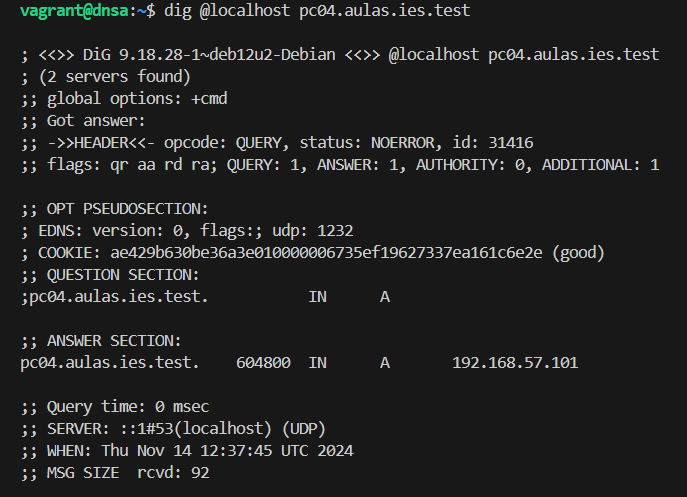 vagrant@dnsa:~$ dig @localhost pc04.aulas.ies.test

; <<>> DiG 9.18.28-1~deb12u2-Debian <<>> @localhost pc04.aulas.ies.test
; (2 servers found)
;; global options: +cmd
;; Got answer:
;; ->>HEADER<<- opcode: QUERY, status: NOERROR, id: 31416
;; flags: qr aa rd ra; QUERY: 1, ANSWER: 1, AUTHORITY: 0, ADDITIONAL: 1

;; OPT PSEUDOSECTION:
; EDNS: version: 0, flags:; udp: 1232
; COOKIE: ae429b630be36a3e010000006735ef19627337ea161c6e2e (good)
;; QUESTION SECTION:
;pc04.aulas.ies.test.           IN      A

;; ANSWER SECTION:
pc04.aulas.ies.test.    604800  IN      A       192.168.57.101

;; Query time: 0 msec
;; SERVER: ::1#53(localhost) (UDP)
;; WHEN: Thu Nov 14 12:37:45 UTC 2024
;; MSG SIZE  rcvd: 92